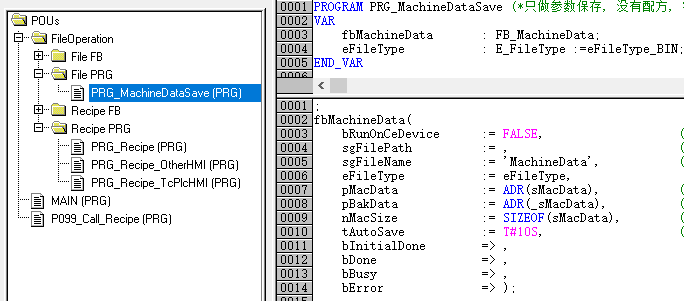 POUs
FileOperation
File FB
File PRG
PRG_MachineDataSave (PRG)
Recipe FB
Recipe PRG
PRG_Recipe (PRG)
PRG_Recipe_OtherHMI (PRG)
PRG_Recipe_TcPlcHMI (PRG)
MAIN (PRG)
P099_Call_Recipe (PRG)
0001 PROGRAM PRG_MachineDataSave (*只做参数保存, 没有配方,
0002 VAR
0003 fbMachineData : FB_MachineData;
0004 eFileType : E_FileType :=eFileType_BIN;
0005 END_VAR
0001 ;
0002 fbMachineData(
0003 bRunOnCeDevice := FALSE, (
0004 sgFilePath := , (
0005 sgFileName := 'MachineData', (
0006 eFileType := eFileType,
0007 pMacData := ADR(sMacData), (
0008 pBakData := ADR(_sMacData), (
0009 nMacSize := SIZEOF(sMacData), (
0010 tAutoSave := T#10S, (
0011 bInitialDone => ,
0012 bDone => ,
0013 bBusy => ,
0014 bError => );